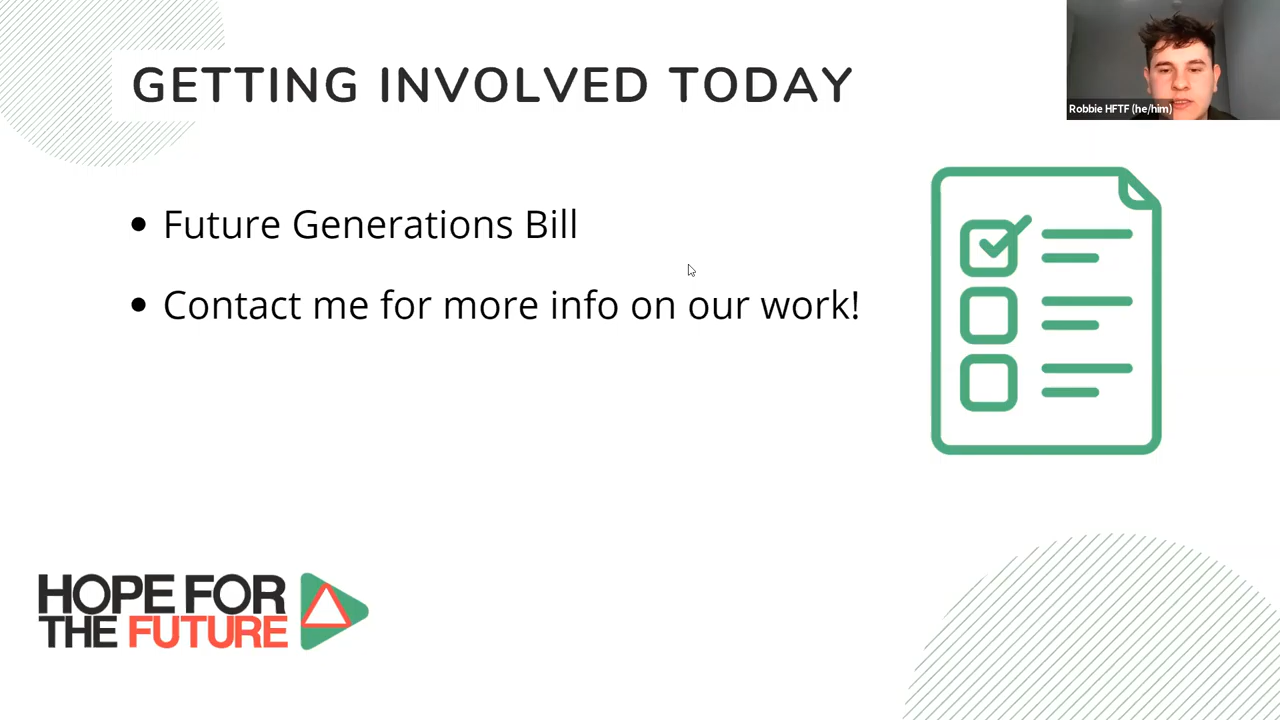 GETTING INVOLVED TODAY
Robbie HFTF (he/him)
Future Generations Bill
Contact me for more info on our work!
HOPE FOR
THE FUTURE